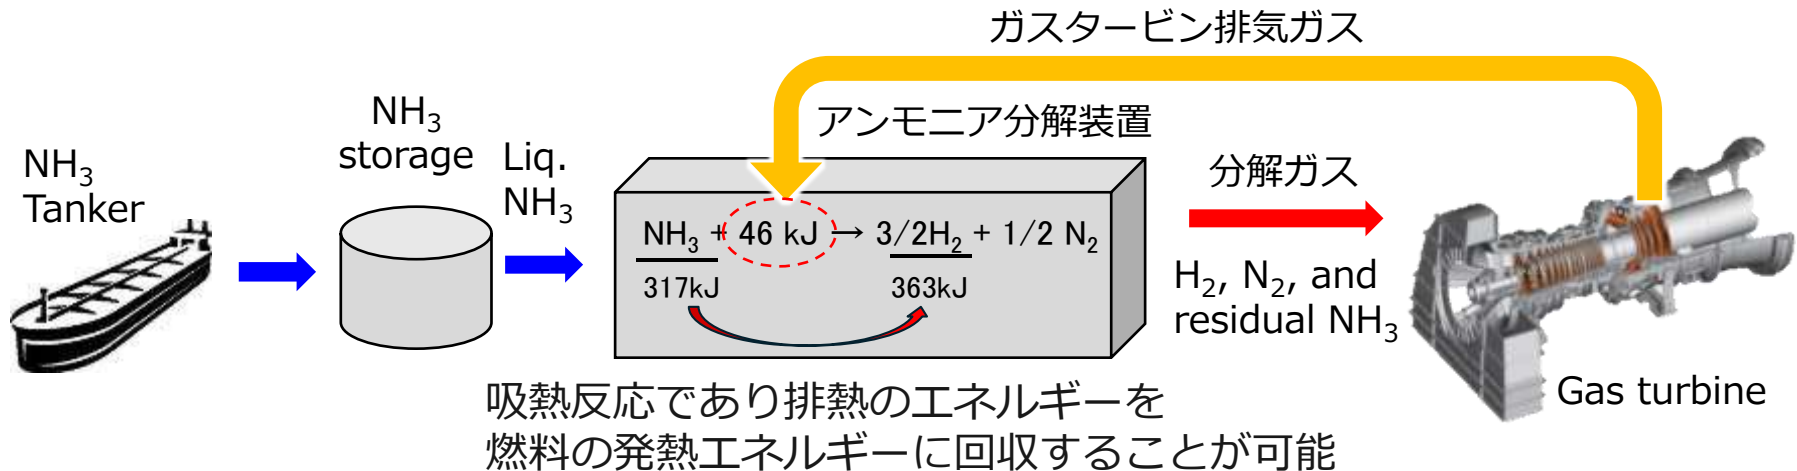 ガスタービン排気ガス
アンモニア分解装置
NH₃
storage
NH₃
Tanker
Liq.
NH₃
NH₃ + 46 kJ → 3/2H₂ + 1/2 N₂
317kJ
363kJ
分解ガス
H₂, N₂, and
residual NH₃
Gas turbine
吸熱反応であり排熱のエネルギーを
燃料の発熱エネルギーに回収することが可能